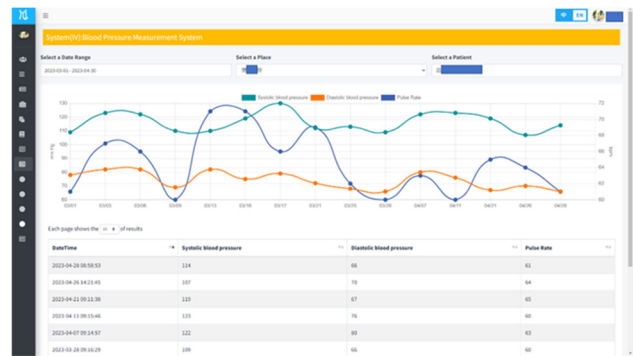 中 EN
System(IV):Blood Pressure Measurement System
Select a Date Range Select a Place Select a Patient
2023-03-01 - 2023-04-30
Systolic blood pressure Diastolic blood pressure Pulse Rate
130 72
120 70
110 68
100 66
90
80 64
70 62
60 60
mm Hg
03/01 03/03 03/08 03/09 03/13 03/16 03/17 03/21 03/25 03/28 04/07 04/11 04/21 04/26 04/28
Each page shows the 10 of results
DateTime Systolic blood pressure Diastolic blood pressure Pulse Rate
2023-04-28 08:58:53 114 66 61
2023-04-26 14:21:45 107 70 64
2023-04-21 09:11:38 119 67 65
2023-04-11 09:15:46 123 76 60
2023-04-07 09:14:57 122 80 63
2023-03-28 09:16:29 109 66 60